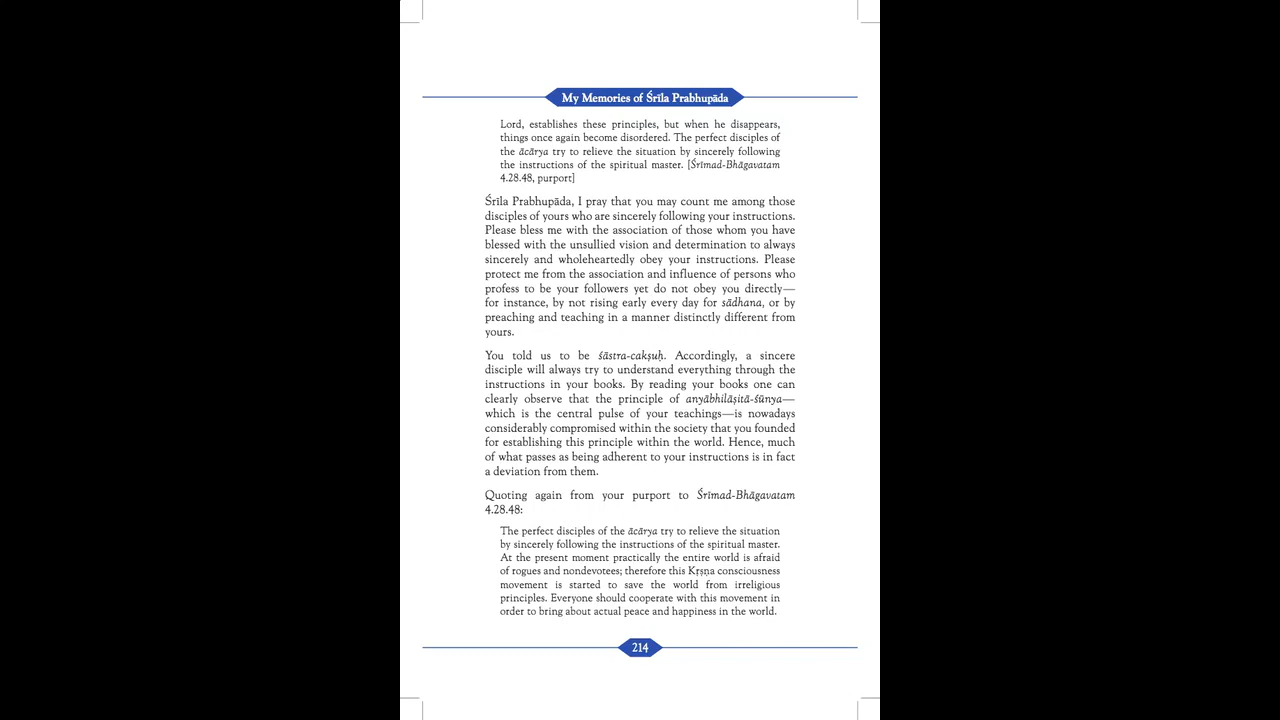 My Memories of Śrīla Prabhupāda
Lord, establishes these principles, but when he disappears,
things once again become disordered. The perfect disciples of
the ācārya try to relieve the situation by sincerely following
the instructions of the spiritual master. [Śrīmad-Bhāgavatam
4.28.48, purport]
Śrīla Prabhupāda, I pray that you may count me among those
disciples of yours who are sincerely following your instructions.
Please bless me with the association of those whom you have
blessed with the unsullied vision and determination to always
sincerely and wholeheartedly obey your instructions. Please
protect me from the association and influence of persons who
profess to be your followers yet do not obey you directly—
for instance, by not rising early every day for sādhana, or by
preaching and teaching in a manner distinctly different from
yours.
You told us to be śāstra-cakṣuḥ. Accordingly, a sincere
disciple will always try to understand everything through the
instructions in your books. By reading your books one can
clearly observe that the principle of anyābhilāṣitā-śūnya—
which is the central pulse of your teachings—is nowadays
considerably compromised within the society that you founded
for establishing this principle within the world. Hence, much
of what passes as being adherent to your instructions is in fact
a deviation from them.
Quoting again from your purport to Śrīmad-Bhāgavatam
4.28.48:
The perfect disciples of the ācārya try to relieve the situation
by sincerely following the instructions of the spiritual master.
At the present moment practically the entire world is afraid
of rogues and nondevotees; therefore this Kṛṣṇa consciousness
movement is started to save the world from irreligious
principles. Everyone should cooperate with this movement in
order to bring about actual peace and happiness in the world.
214